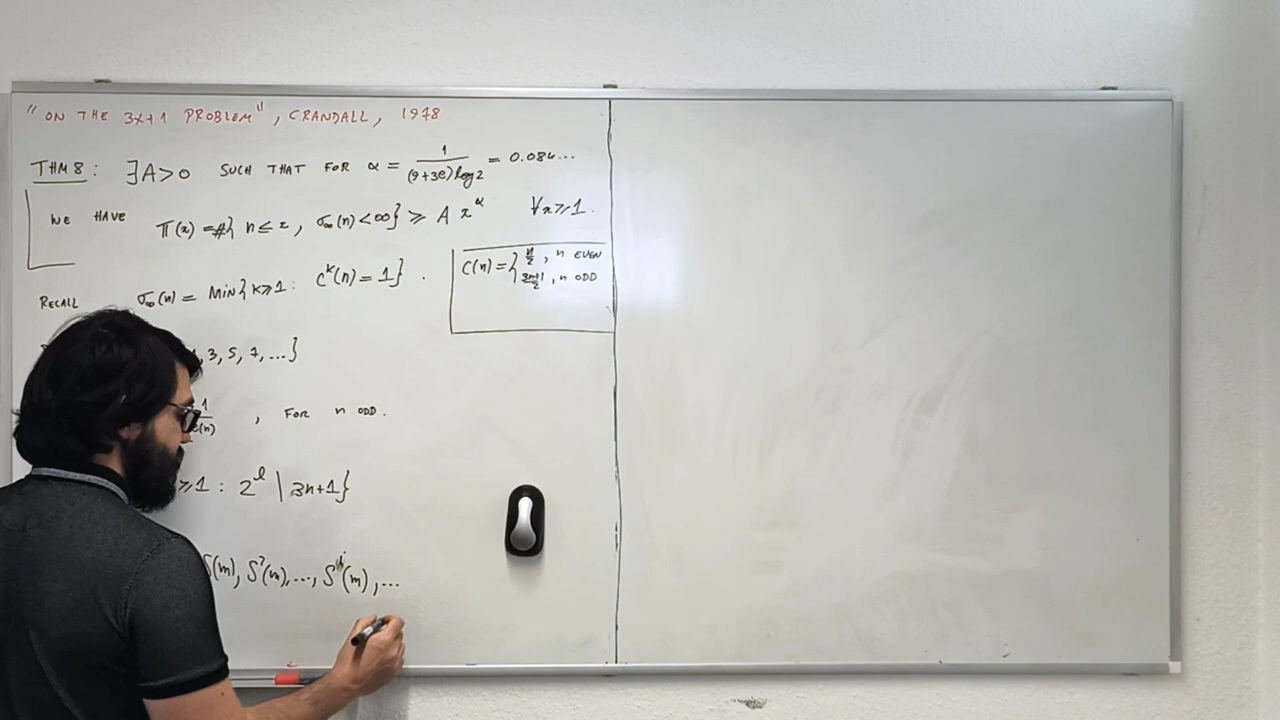 "ON THE 3X+1 PROBLEM", CRANDALL, 1978
THM 8: ∃A>0 SUCH THAT FOR α = 1/((9+3e)log2) = 0.084...
WE HAVE π(x) = #{ n ≤ x, σ∞(n) < ∞} ≥ A x^α ∀x≥1.
C(n) = { n/2, n EVEN
(3n+1)/2, n ODD
RECALL σ∞(n) = MIN{ K≥1: C^K(n) = 1}.
, 3, 5, 7, ...}
, FOR n ODD.
≥1 : 2^l | 3n+1}
S(m), S²(m), ..., S^i(m), ...